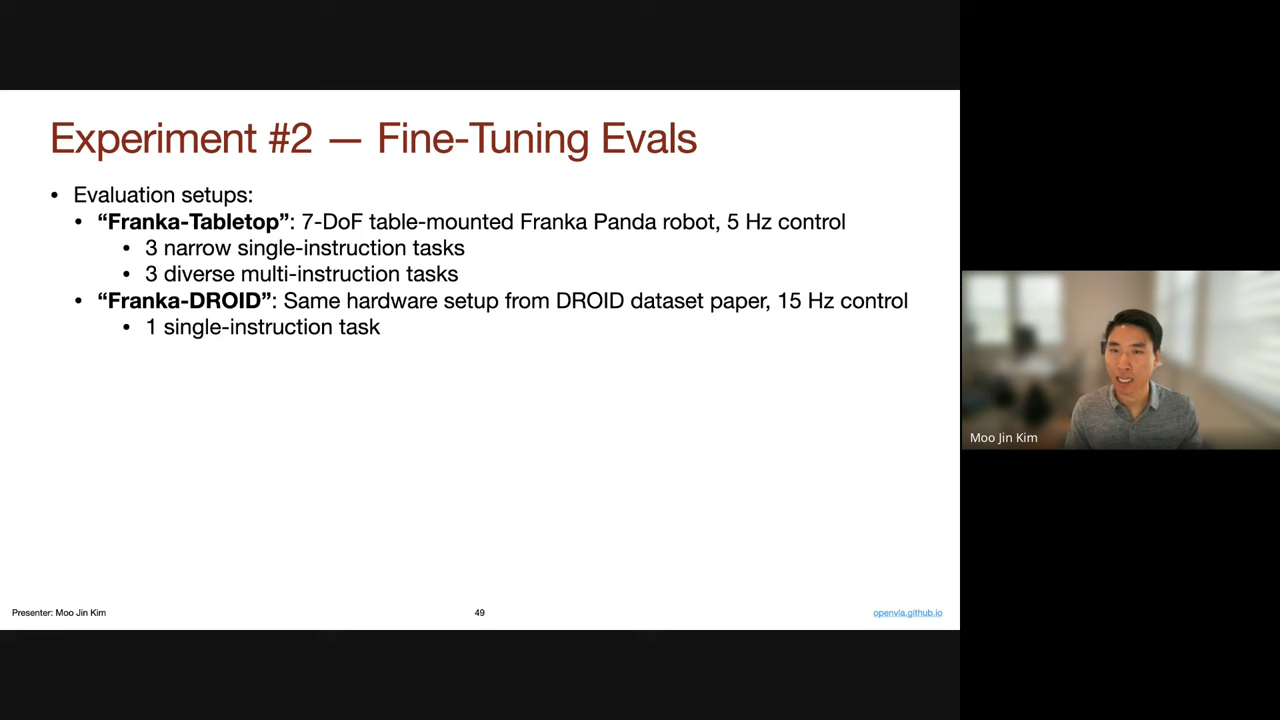 Experiment #2 — Fine-Tuning Evals
• Evaluation setups:
• “Franka-Tabletop”: 7-DoF table-mounted Franka Panda robot, 5 Hz control
• 3 narrow single-instruction tasks
• 3 diverse multi-instruction tasks
• “Franka-DROID”: Same hardware setup from DROID dataset paper, 15 Hz control
• 1 single-instruction task
Moo Jin Kim
Presenter: Moo Jin Kim
49
openvla.github.io